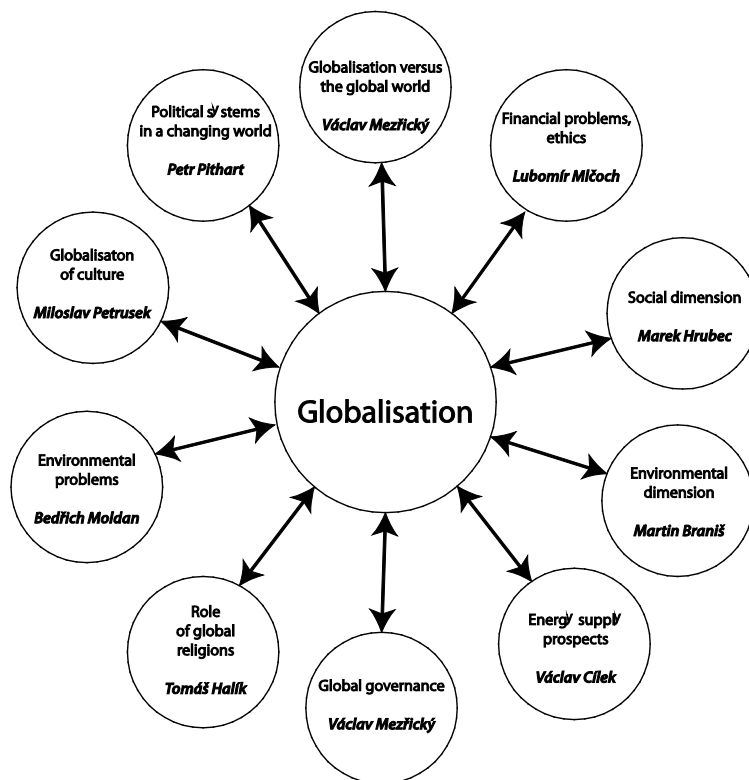 Globalisation versus
the global world
Václav Mezřický
Financial problems,
ethics
Lubomír Mlčoch
Social dimension
Marek Hrubec
Environmental
dimension
Martin Braniš
Energy supply
prospects
Václav Cílek
Global governance
Václav Mezřický
Role
of global
religions
Tomáš Halík
Environmental
problems
Bedřich Moldan
Globalisaton
of culture
Miloslav Petrusek
Political systems
in a changing world
Petr Pithart
Globalisation